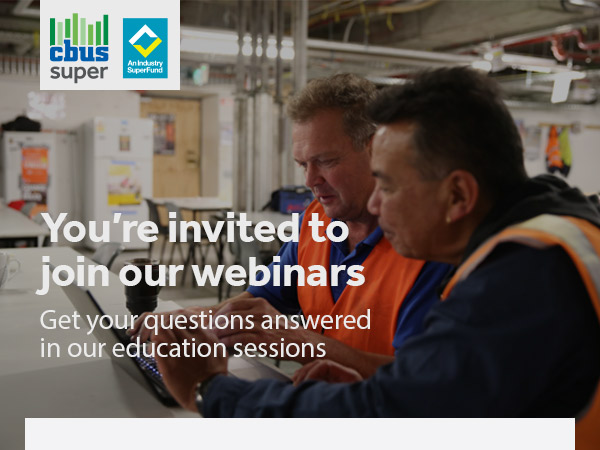 cbus
super
An Industry
SuperFund
You're invited to
join our webinars
Get your questions answered
in our education sessions